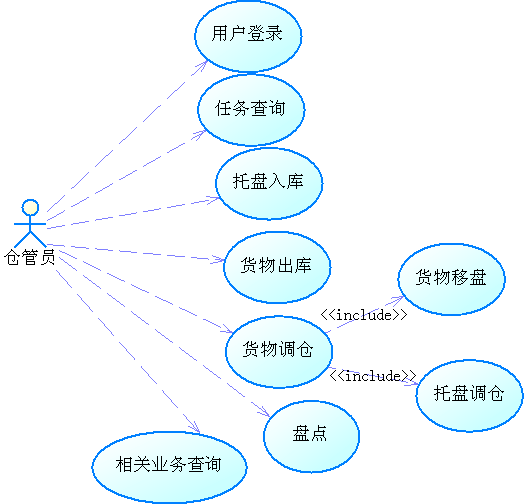 用户登录
任务查询
托盘入库
仓管员
货物出库
货物移盘
<<include>>
货物调仓
<<include>>
托盘调仓
盘点
相关业务查询